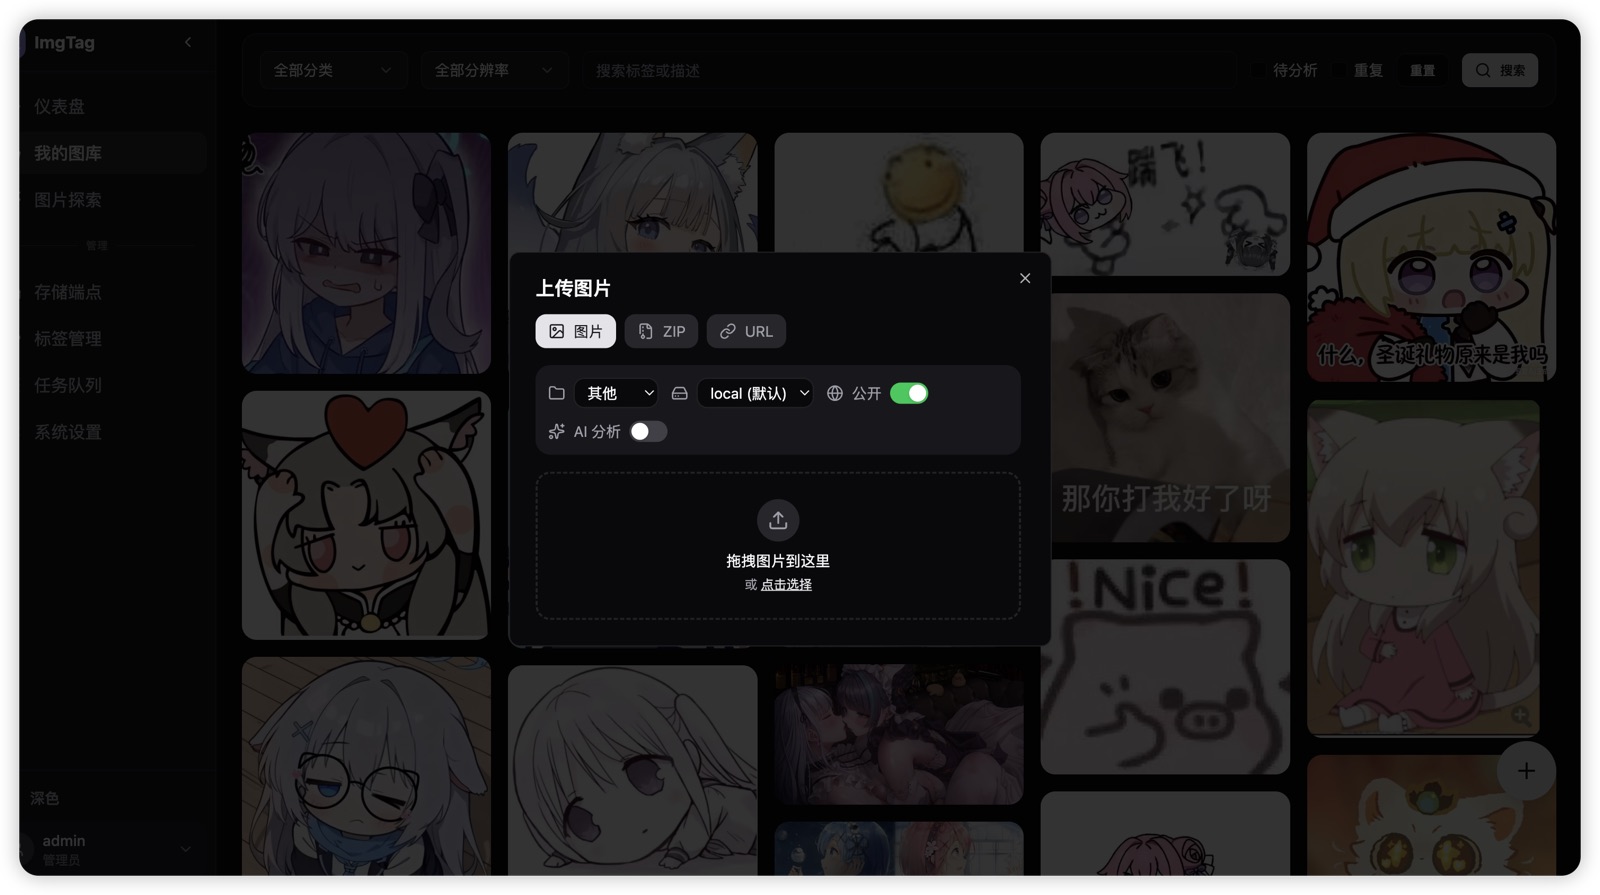 ImgTag
全部分类
全部分辨率
搜索标签或描述
待分析
重复
重置
搜索
仪表盘
我的图库
图片探索
管理
存储端点
标签管理
任务队列
系统设置
深色
admin
管理员
踹飞!
什么，圣诞礼物原来是我吗
那你打我好了呀
!Nice!
上传图片
图片
ZIP
URL
其他
local (默认)
公开
AI 分析
拖拽图片到这里
或 点击选择